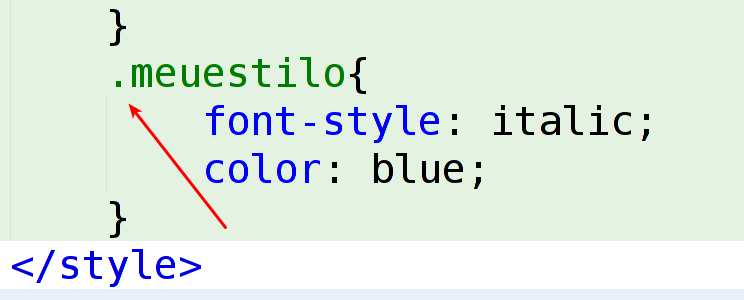 }
.meuestilo{
font-style: italic;
color: blue;
}
</style>